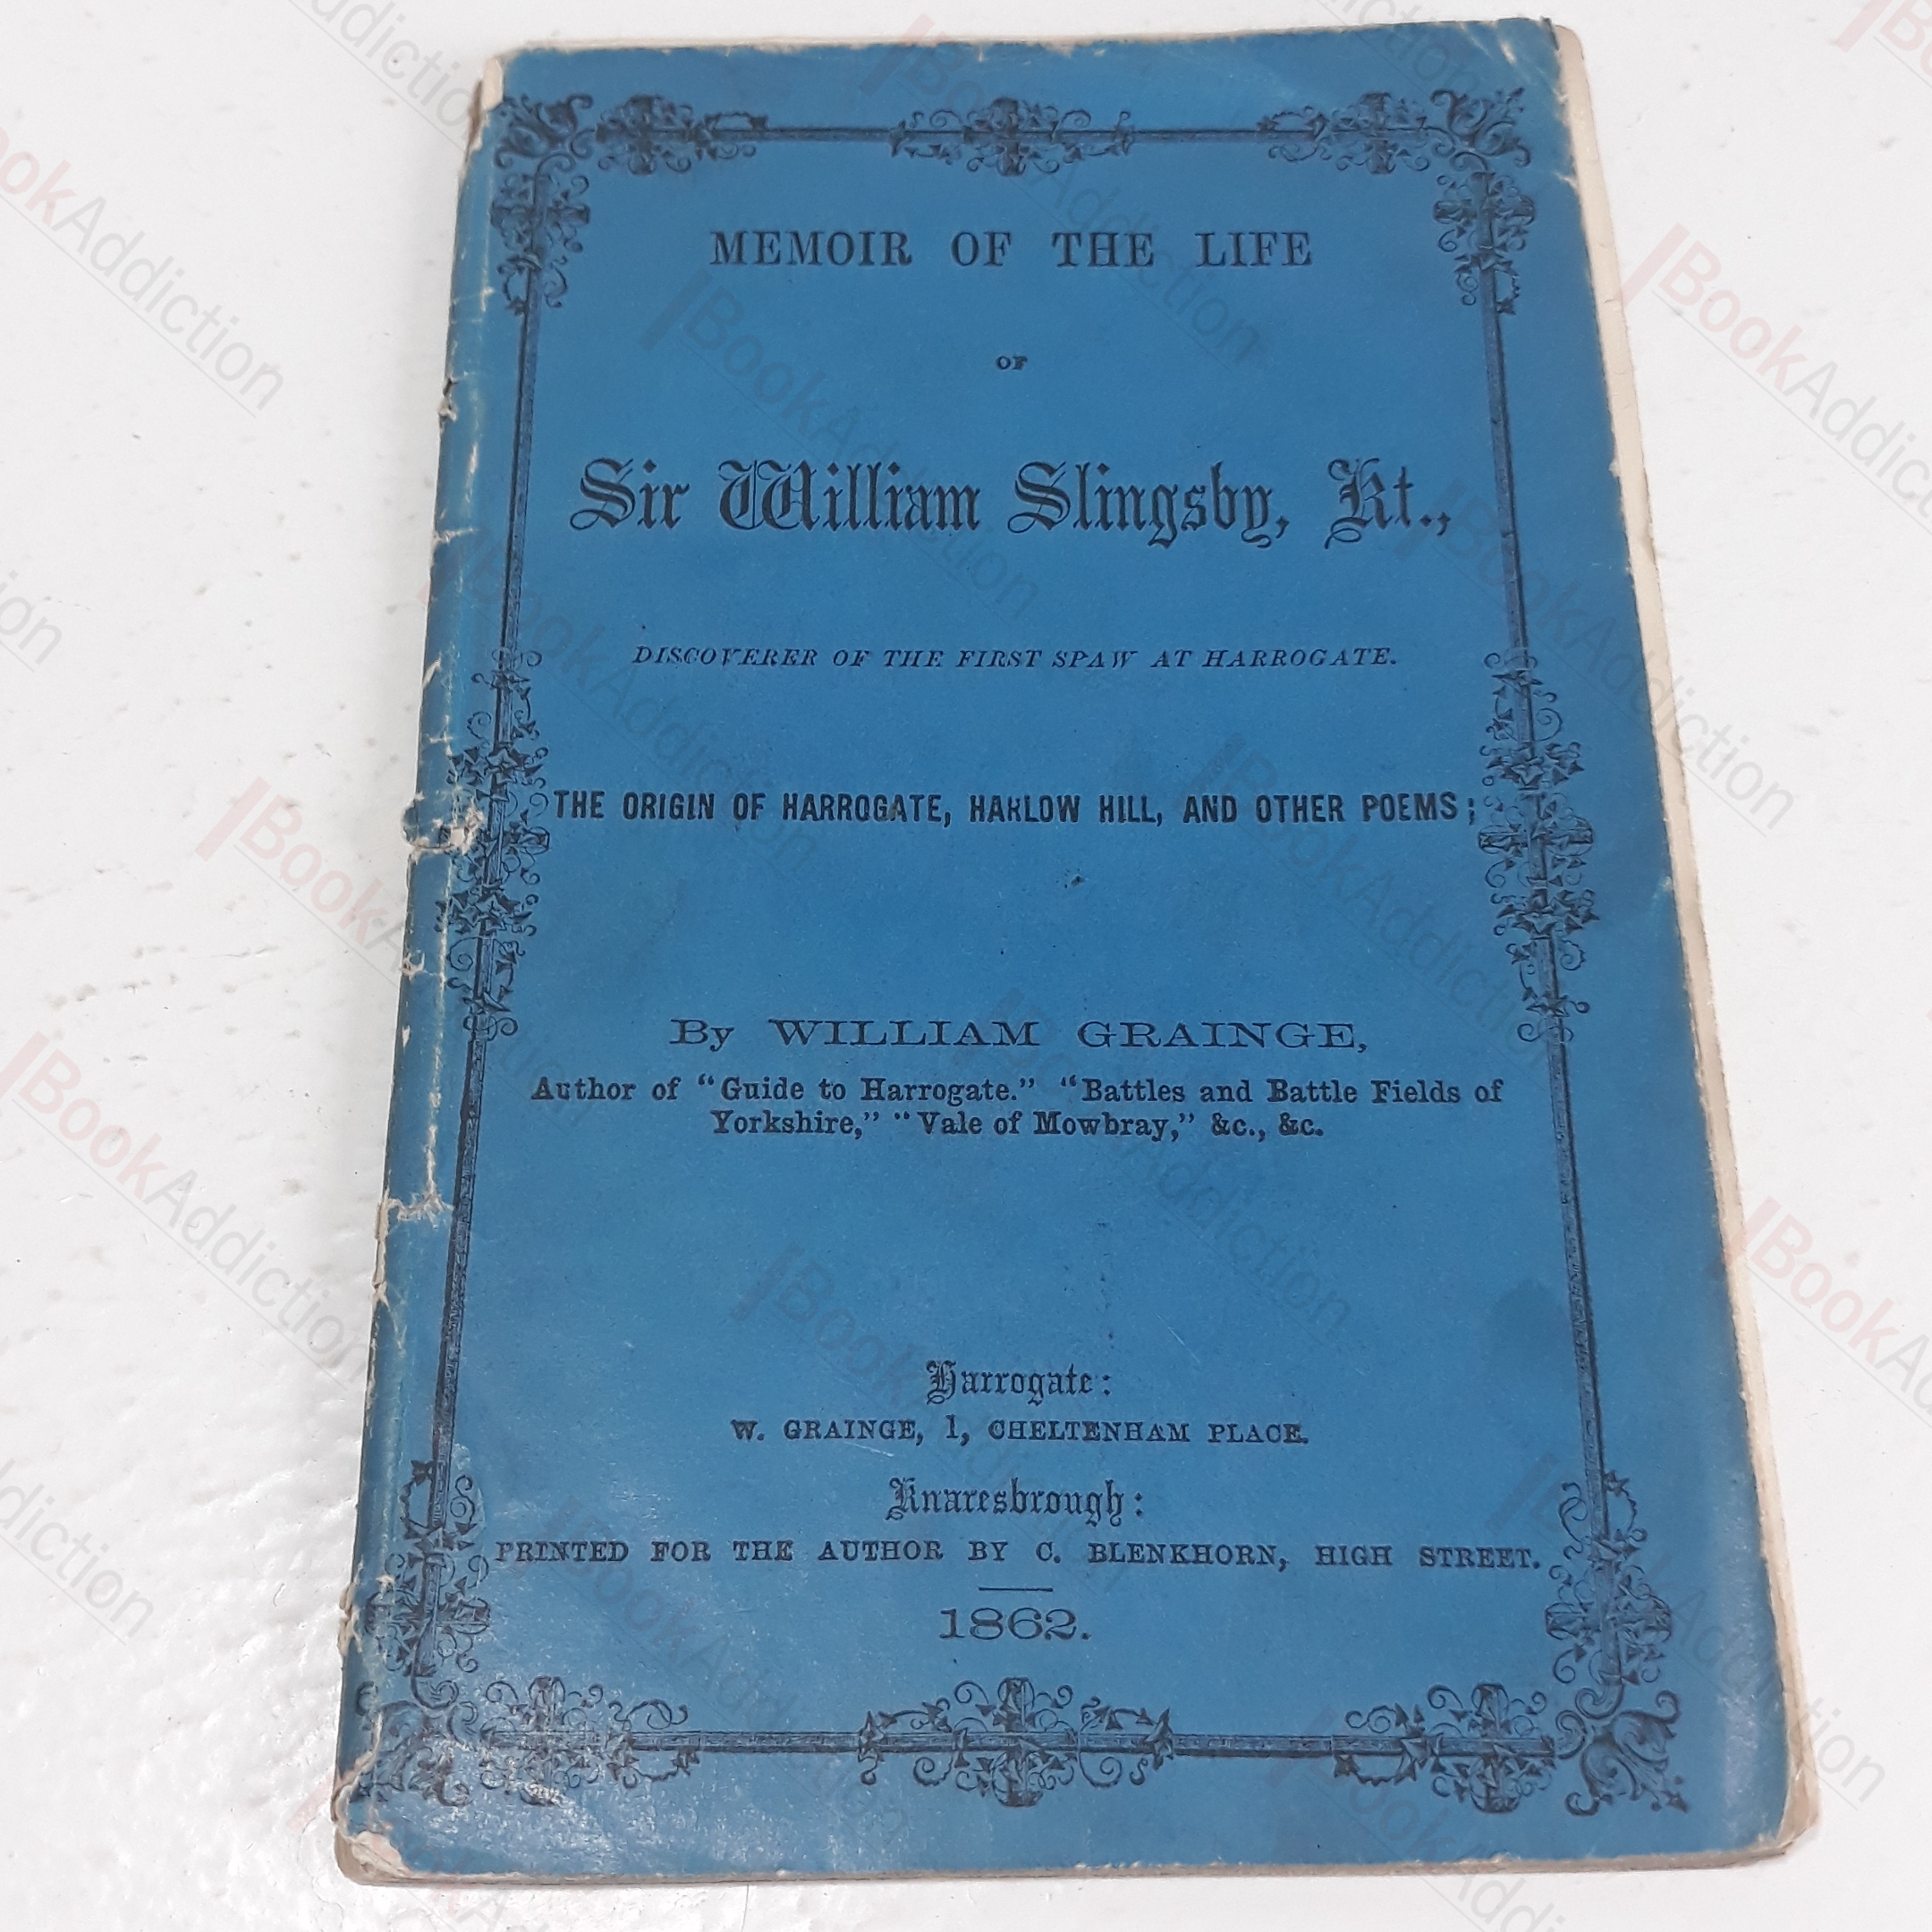 MEMOIR OF THE LIFE
OF
Sir William Slingsby, Kt.,
DISCOVERER OF THE FIRST SPAW AT HARROGATE.
THE ORIGIN OF HARROGATE, HARLOW HILL, AND OTHER POEMS;
By WILLIAM GRAINGE,
Author of "Guide to Harrogate." "Battles and Battle Fields of
Yorkshire," "Vale of Mowbray," &c., &c.
Harrogate:
W. GRAINGE, 1, CHELTENHAM PLACE.
Knaresbrough:
PRINTED FOR THE AUTHOR BY C. BLENKHORN, HIGH STREET.
1862.
BookAddiction